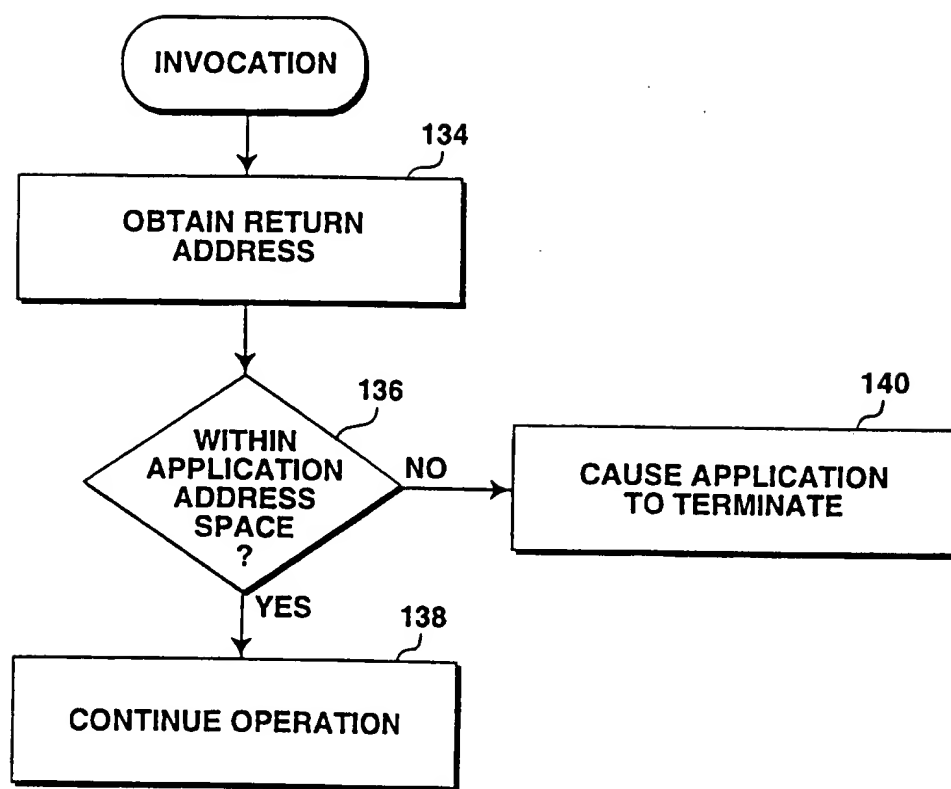 INVOCATION
134
OBTAIN RETURN
ADDRESS
136
WITHIN
APPLICATION
ADDRESS
SPACE
?
NO
140
CAUSE APPLICATION
TO TERMINATE
YES
138
CONTINUE OPERATION